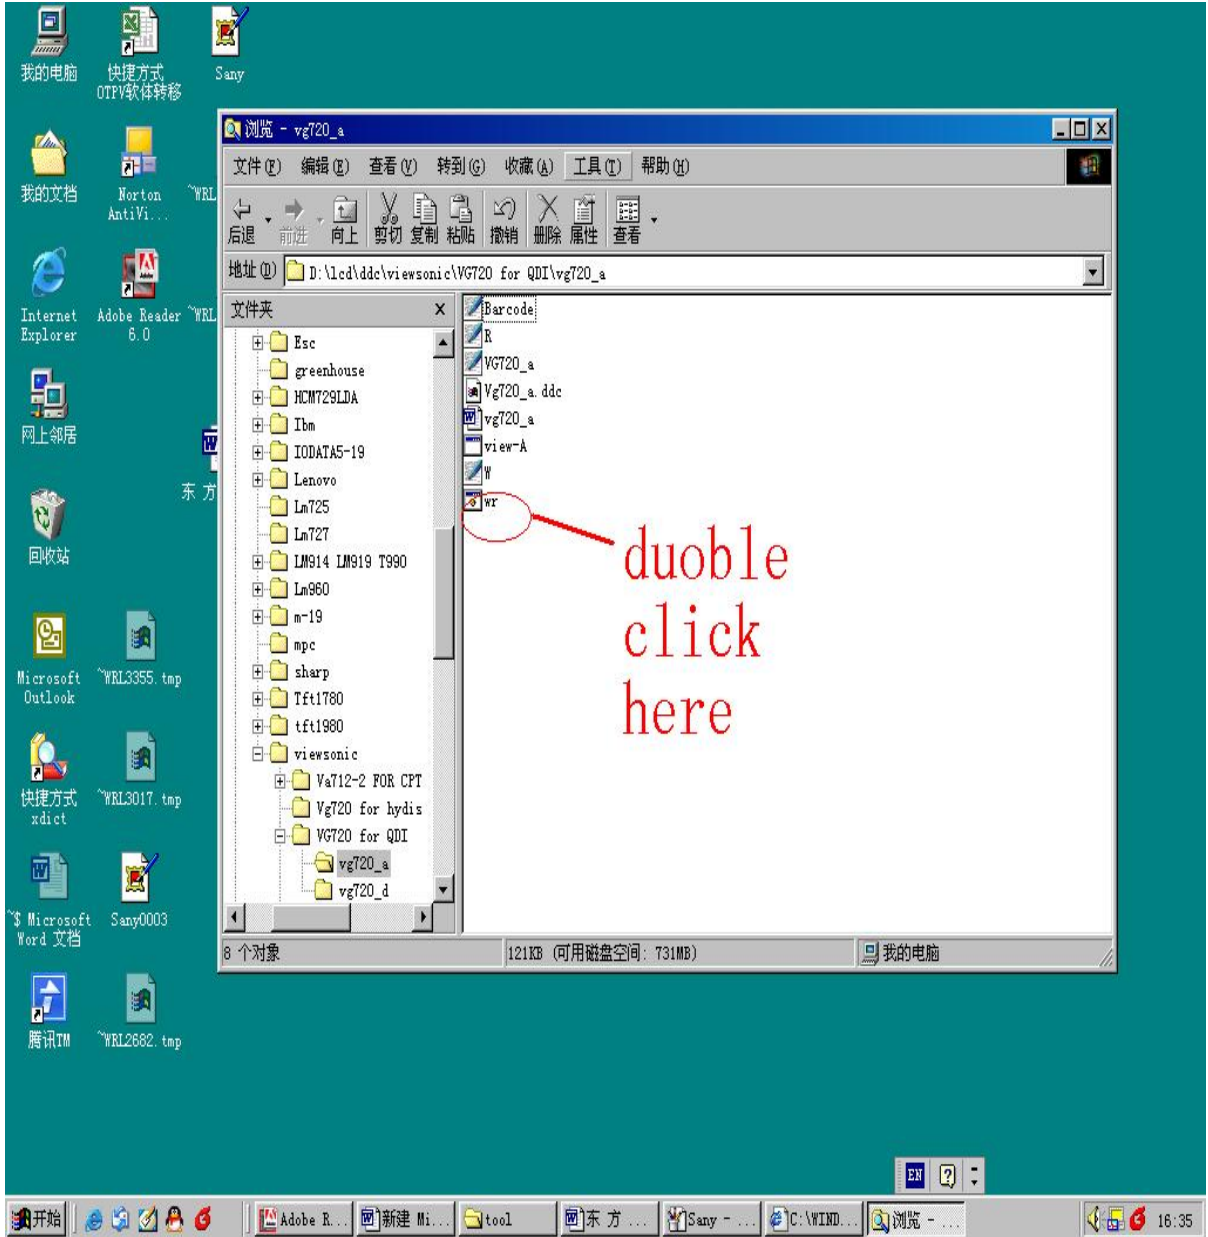 我的电脑
快捷方式
OTPV软体转移
Sany
我的文档
Norton
AntiVi...
~WRL
Internet
Explorer
Adobe Reader
6.0
~WRL
网上邻居
东 方
回收站
Microsoft
Outlook
~WRL3355.tmp
快捷方式
xdict
~WRL3017.tmp
~$ Microsoft
Word 文档
Sany0003
腾讯TM
~WRL2682.tmp
浏览 - vg720_a
文件(F) 编辑(E) 查看(V) 转到(G) 收藏(A) 工具(T) 帮助(H)
后退 前进 向上 剪切 复制 粘贴 撤销 删除 属性 查看
地址(D) D:\lcd\ddc\viewsonic\VG720 for QDI\vg720_a
文件夹
Esc
greenhouse
HCM729LDA
Ibm
IODATA5-19
Lenovo
Lm725
Lm727
LM914 LM919 T990
Lm960
m-19
mpc
sharp
Tft1780
tft1980
viewsonic
Va712-2 FOR CPT
Vg720 for hydis
VG720 for QDI
vg720_a
vg720_d
Barcode
R
VG720_a
Vg720_a.ddc
vg720_a
view-A
W
wr
duoble
click
here
8 个对象 121KB (可用磁盘空间: 731MB) 我的电脑
EN
开始 Adobe R... 新建 Mi... tool 东 方 ... Sany - ... C:\WIND... 浏览 - ... 16:35